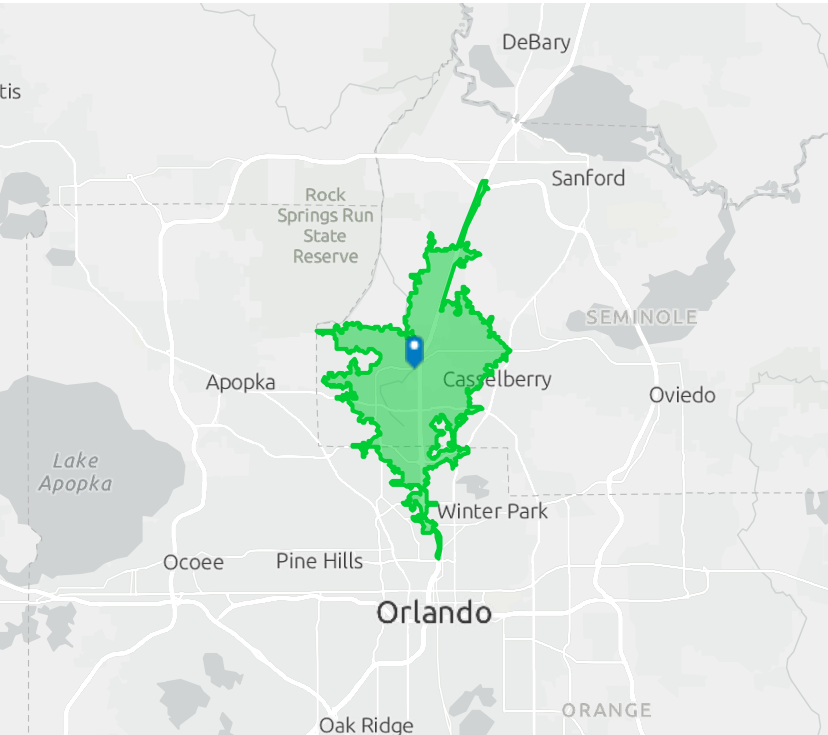 DeBary
tis
Sanford
Rock
Springs Run
State
Reserve
SEMINOLE
Apopka
Casselberry
Oviedo
Lake
Apopka
Winter Park
Ocoee
Pine Hills
Orlando
ORANGE
Oak Ridge